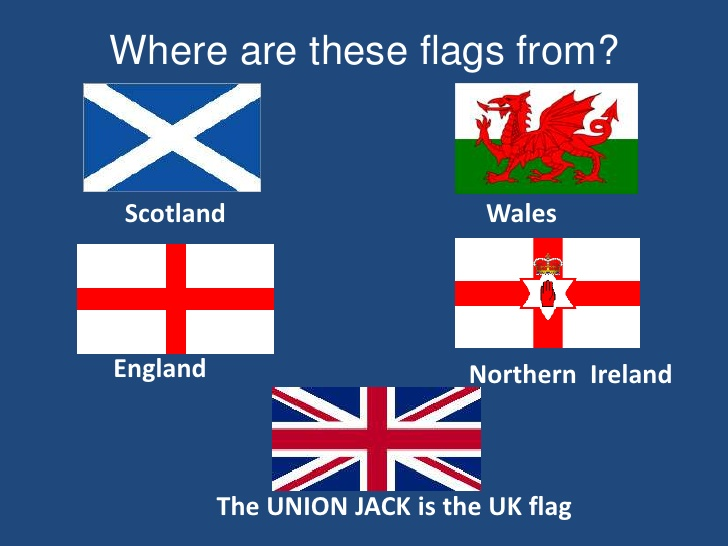 Where are these flags from?
Scotland
Wales
England
Northern Ireland
The UNION JACK is the UK flag